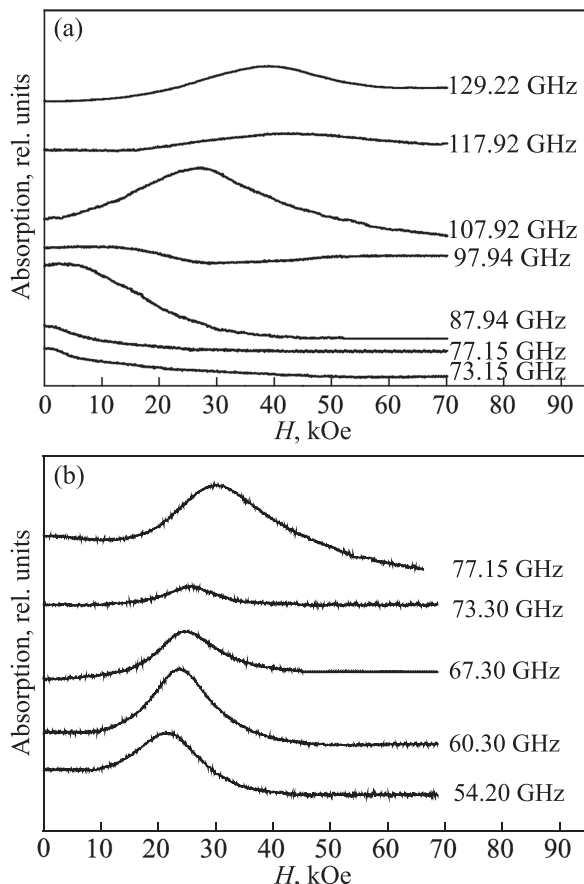 (a)
Absorption, rel. units
129.22 GHz
117.92 GHz
107.92 GHz
97.94 GHz
87.94 GHz
77.15 GHz
73.15 GHz
0 10 20 30 40 50 60 70 80 90
H, kOe
(b)
Absorption, rel. units
77.15 GHz
73.30 GHz
67.30 GHz
60.30 GHz
54.20 GHz
0 10 20 30 40 50 60 70 80 90
H, kOe